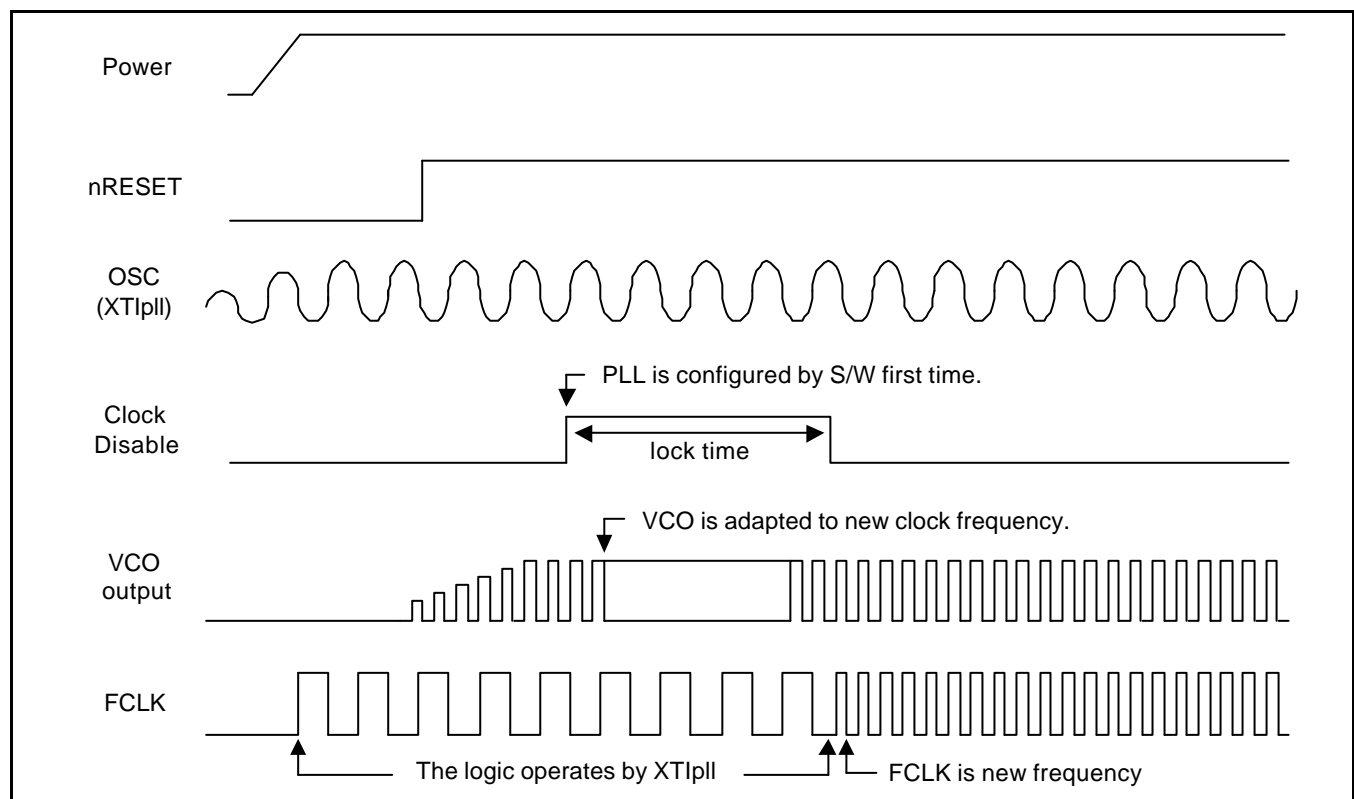 Power
nRESET
OSC
(XTIpll)
PLL is configured by S/W first time.
Clock
Disable
lock time
VCO is adapted to new clock frequency.
VCO
output
FCLK
The logic operates by XTIpll
FCLK is new frequency